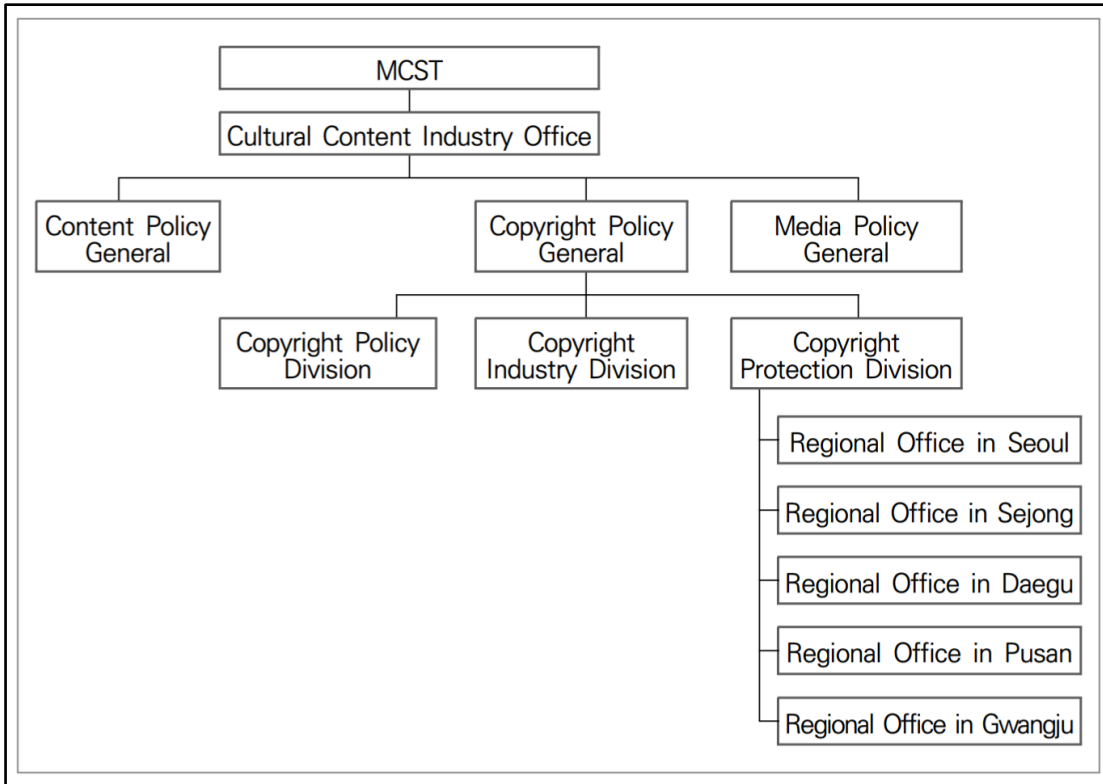 MCST
Cultural Content Industry Office
Content Policy
General
Copyright Policy
General
Media Policy
General
Copyright Policy
Division
Copyright
Industry Division
Copyright
Protection Division
Regional Office in Seoul
Regional Office in Sejong
Regional Office in Daegu
Regional Office in Pusan
Regional Office in Gwangju